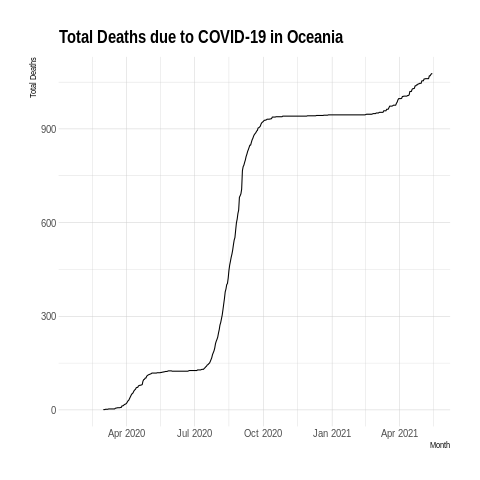 Total Deaths due to COVID-19 in Oceania
Total Deaths
900
600
300
0
Apr 2020 Jul 2020 Oct 2020 Jan 2021 Apr 2021
Month